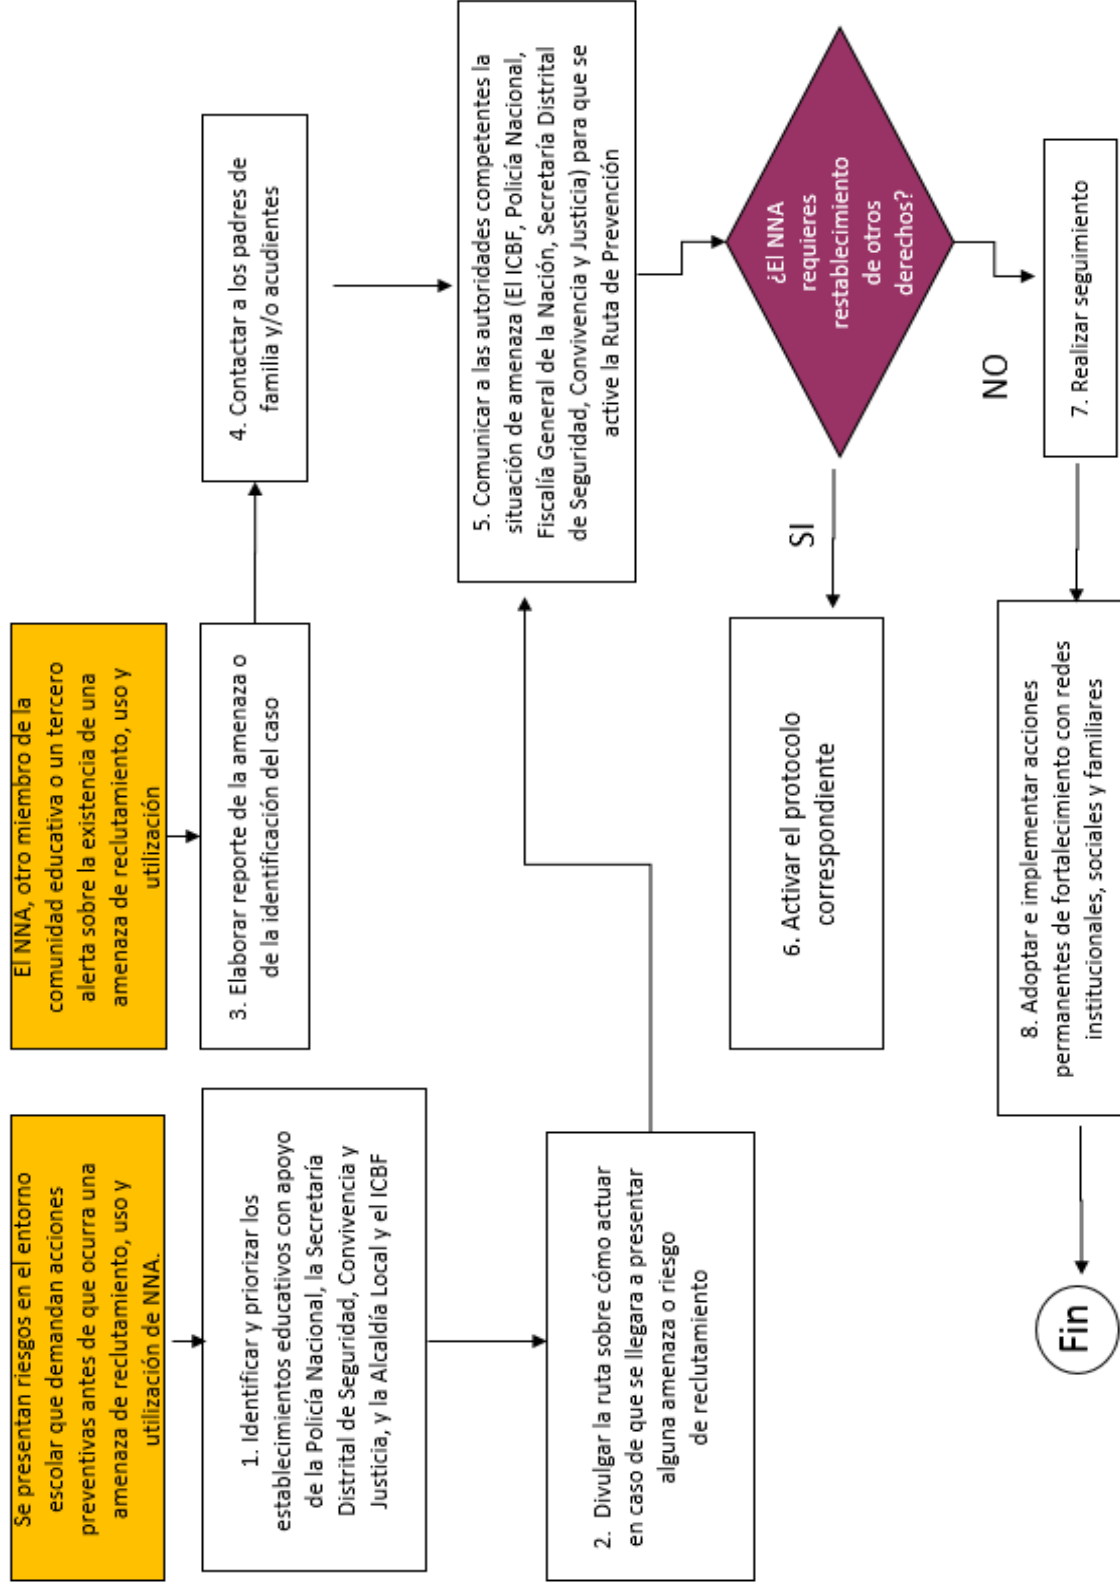 Se presentan riesgos en el entorno
escolar que demandan acciones
preventivas antes de que ocurra una
amenaza de reclutamiento, uso y
utilización de NNA.
1. Identificar y priorizar los
establecimientos educativos con apoyo
de la Policía Nacional, la Secretaría
Distrital de Seguridad, Convivencia y
Justicia, y la Alcaldía Local y el ICBF
2. Divulgar la ruta sobre cómo actuar
en caso de que se llegara a presentar
alguna amenaza o riesgo
de reclutamiento
El NNA, otro miembro de la
comunidad educativa o un tercero
alerta sobre la existencia de una
amenaza de reclutamiento, uso y
utilización
3. Elaborar reporte de la amenaza o
de la identificación del caso
4. Contactar a los padres de
familia y/o acudientes
5. Comunicar a las autoridades competentes la
situación de amenaza (El ICBF, Policía Nacional,
Fiscalía General de la Nación, Secretaría Distrital
de Seguridad, Convivencia y Justicia) para que se
active la Ruta de Prevención
¿El NNA
requieres
restablecimiento
de otros
derechos?
SI
6. Activar el protocolo
correspondiente
NO
7. Realizar seguimiento
8. Adoptar e implementar acciones
permanentes de fortalecimiento con redes
institucionales, sociales y familiares
Fin